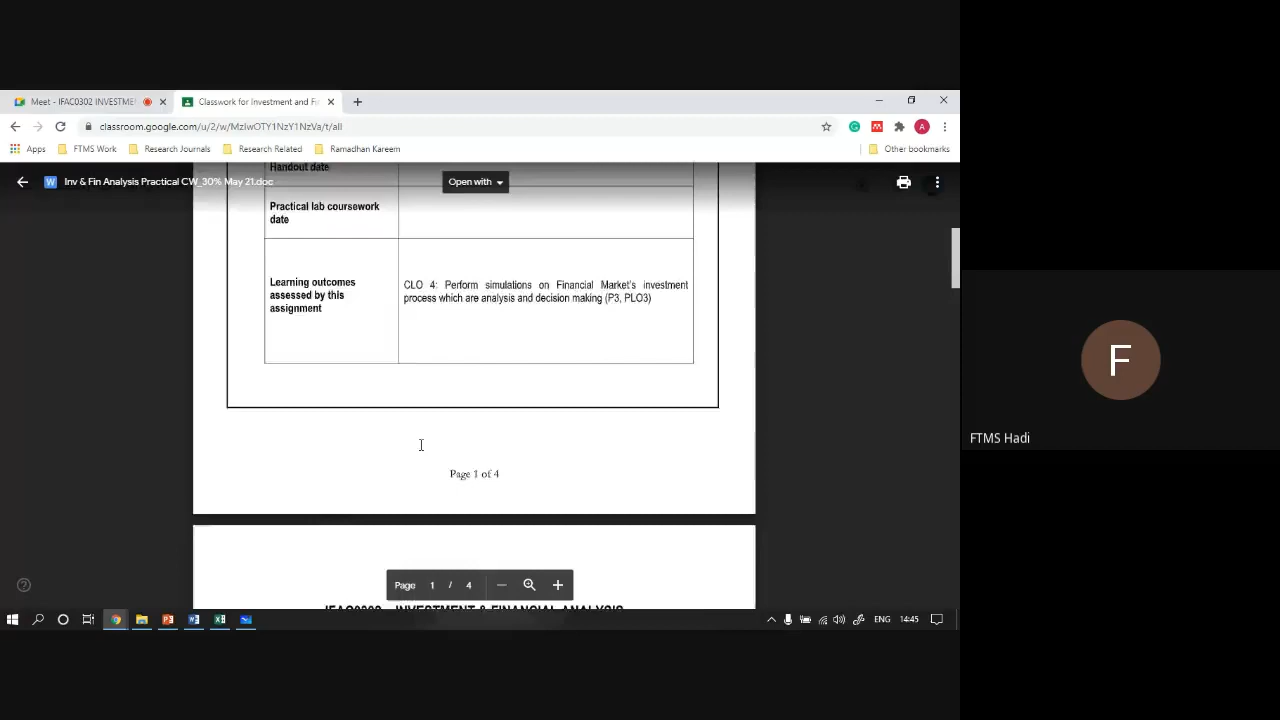 Meet - IFAC0302 INVESTME
Classwork for Investment and Fi
classroom.google.com/u/2/w/MzIwOTY1NzY1NzVa/t/all
A
Apps
FTMS Work
Research Journals
Research Related
Ramadhan Kareem
Other bookmarks
Handout date
W
Inv & Fin Analysis Practical CW_30% May 21.doc
Open with
Practical lab coursework
date
Learning outcomes
assessed by this
assignment
CLO 4: Perform simulations on Financial Market's investment
process which are analysis and decision making (P3, PLO3)
Page 1 of 4
F
FTMS Hadi
Page 1 / 4
IFAC0302 - INVESTMENT & FINANCIAL ANALYSIS
ENG
14:45